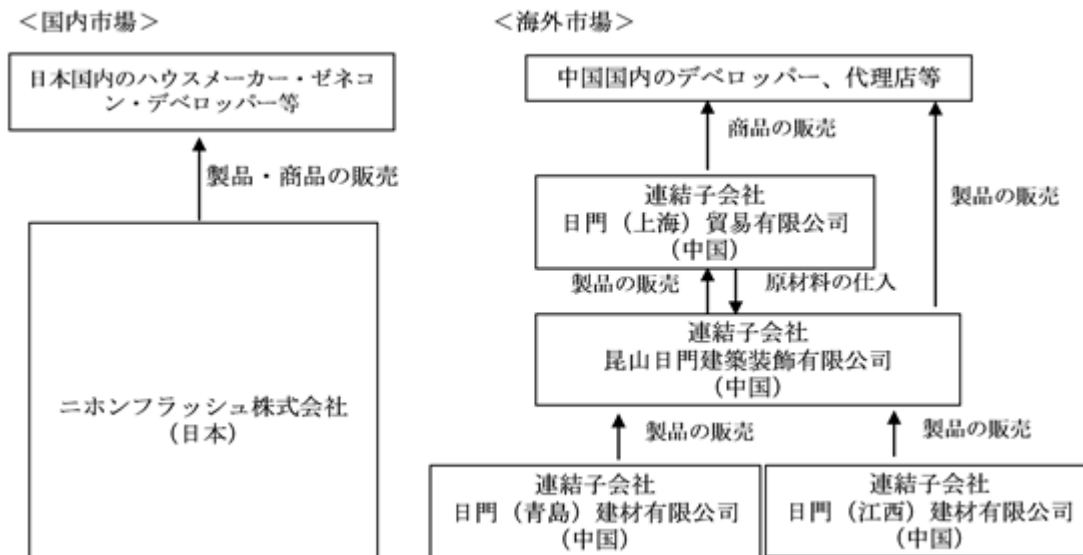 ＜国内市場＞
日本国内のハウスメーカー・ゼネコ
ン・デベロッパー等
製品・商品の販売
ニホンフラッシュ株式会社
（日本）
＜海外市場＞
中国国内のデベロッパー、代理店等
商品の販売
製品の販売
連結子会社
日門（上海）貿易有限公司
（中国）
製品の販売
原材料の仕入
連結子会社
昆山日門建築装飾有限公司
（中国）
製品の販売
製品の販売
連結子会社
日門（青島）建材有限公司
（中国）
連結子会社
日門（江西）建材有限公司
（中国）